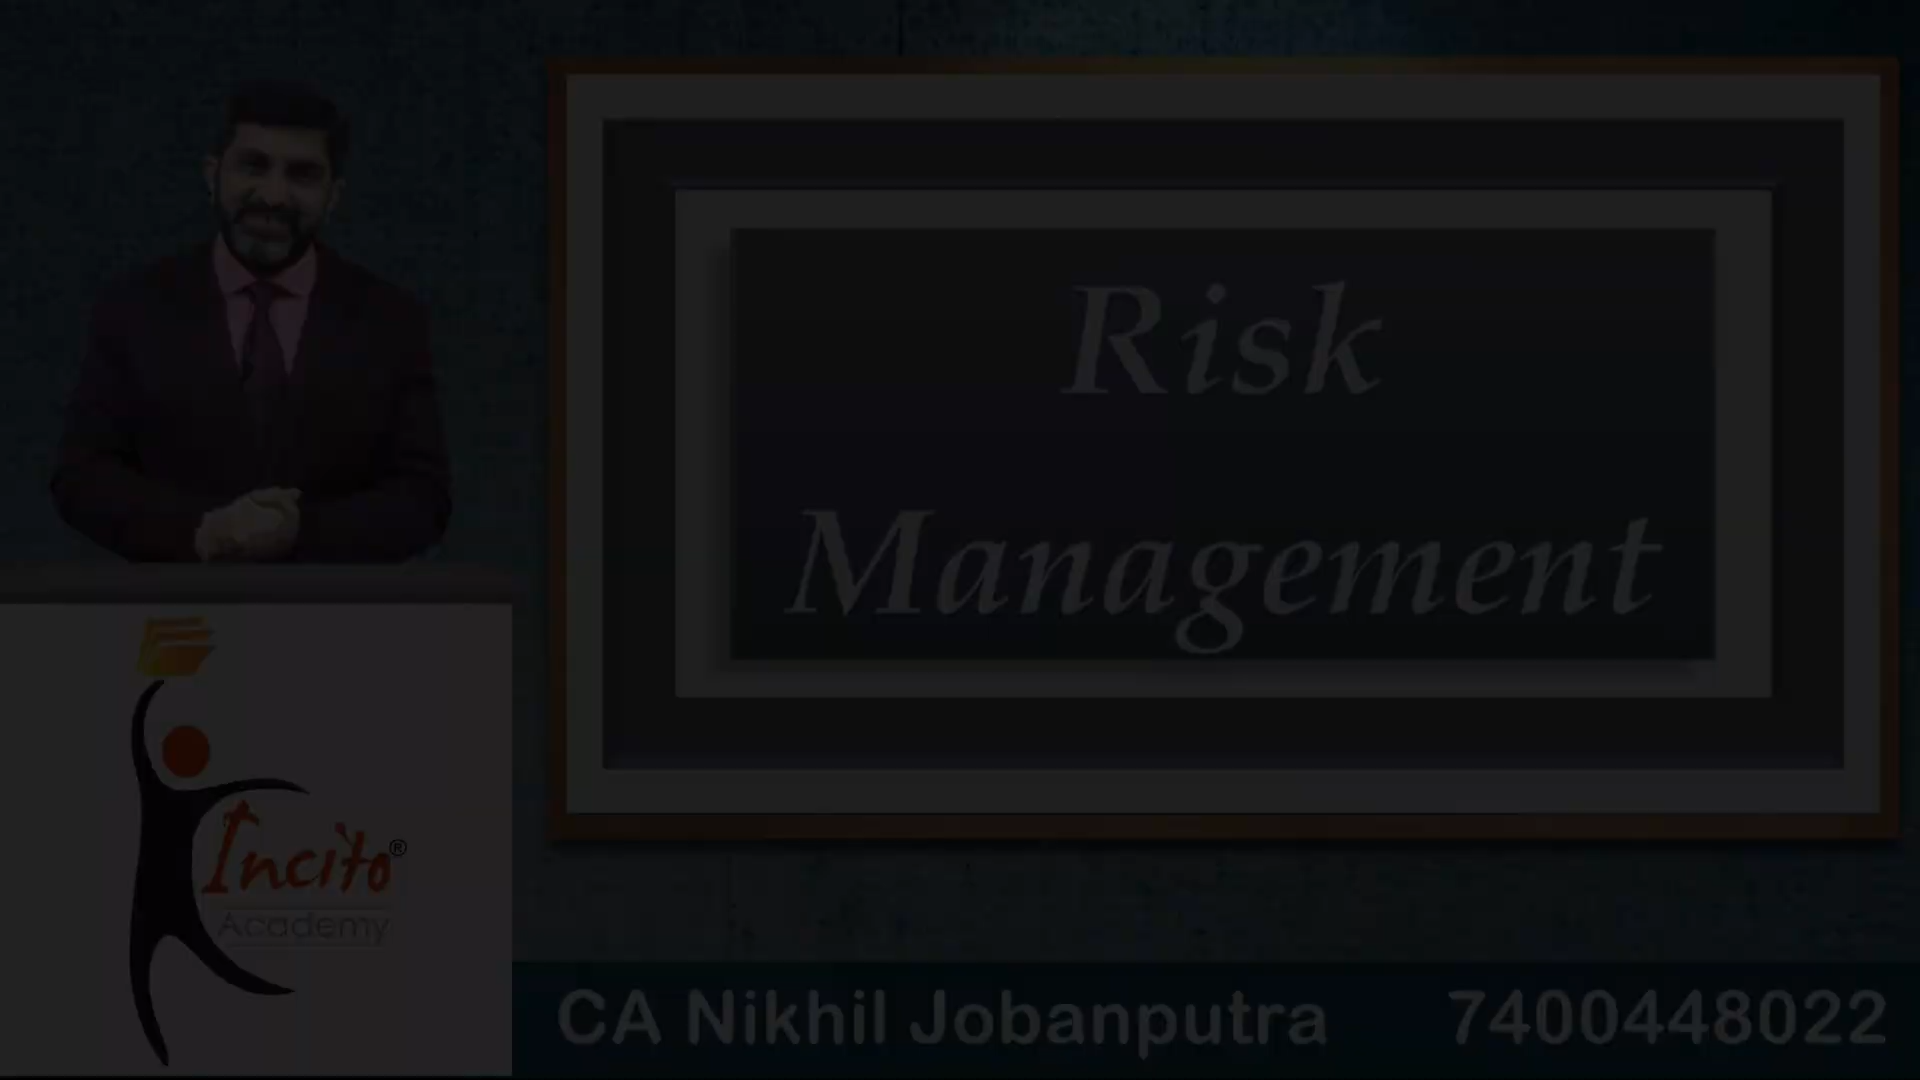 Risk
Management
Incito®
Academy
CA Nikhil Jobanputra 7400448022